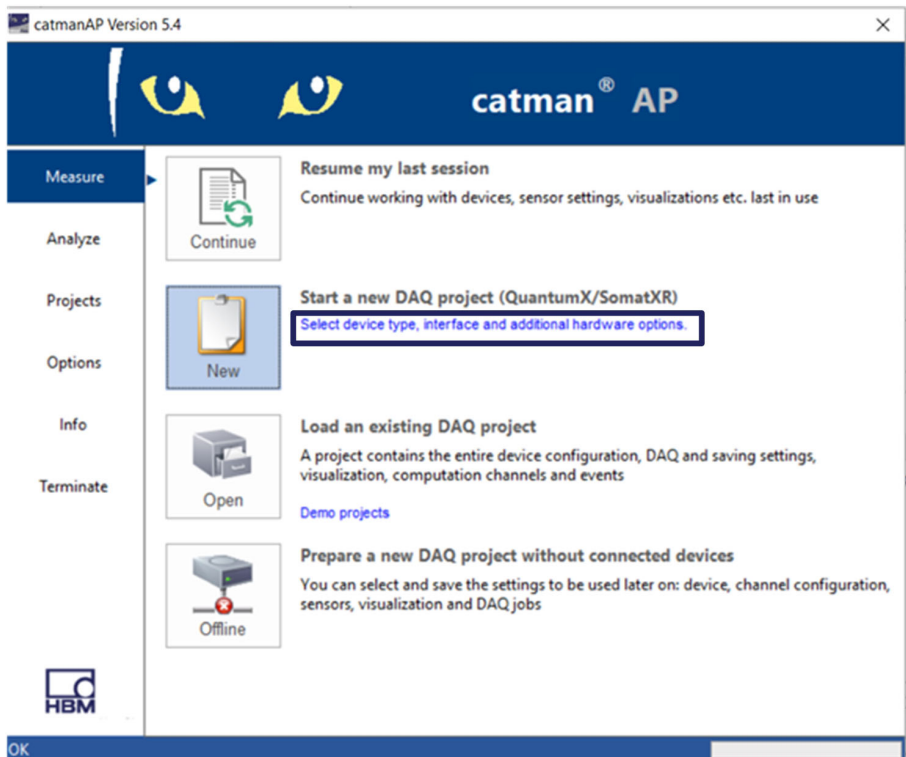 catmanAP Version 5.4
catman® AP
Measure
Analyze
Projects
Options
Info
Terminate
HBM
Continue
Resume my last session
Continue working with devices, sensor settings, visualizations etc. last in use
New
Start a new DAQ project (QuantumX/SomatXR)
Select device type, interface and additional hardware options.
Open
Load an existing DAQ project
A project contains the entire device configuration, DAQ and saving settings,
visualization, computation channels and events
Demo projects
Offline
Prepare a new DAQ project without connected devices
You can select and save the settings to be used later on: device, channel configuration,
sensors, visualization and DAQ jobs
OK